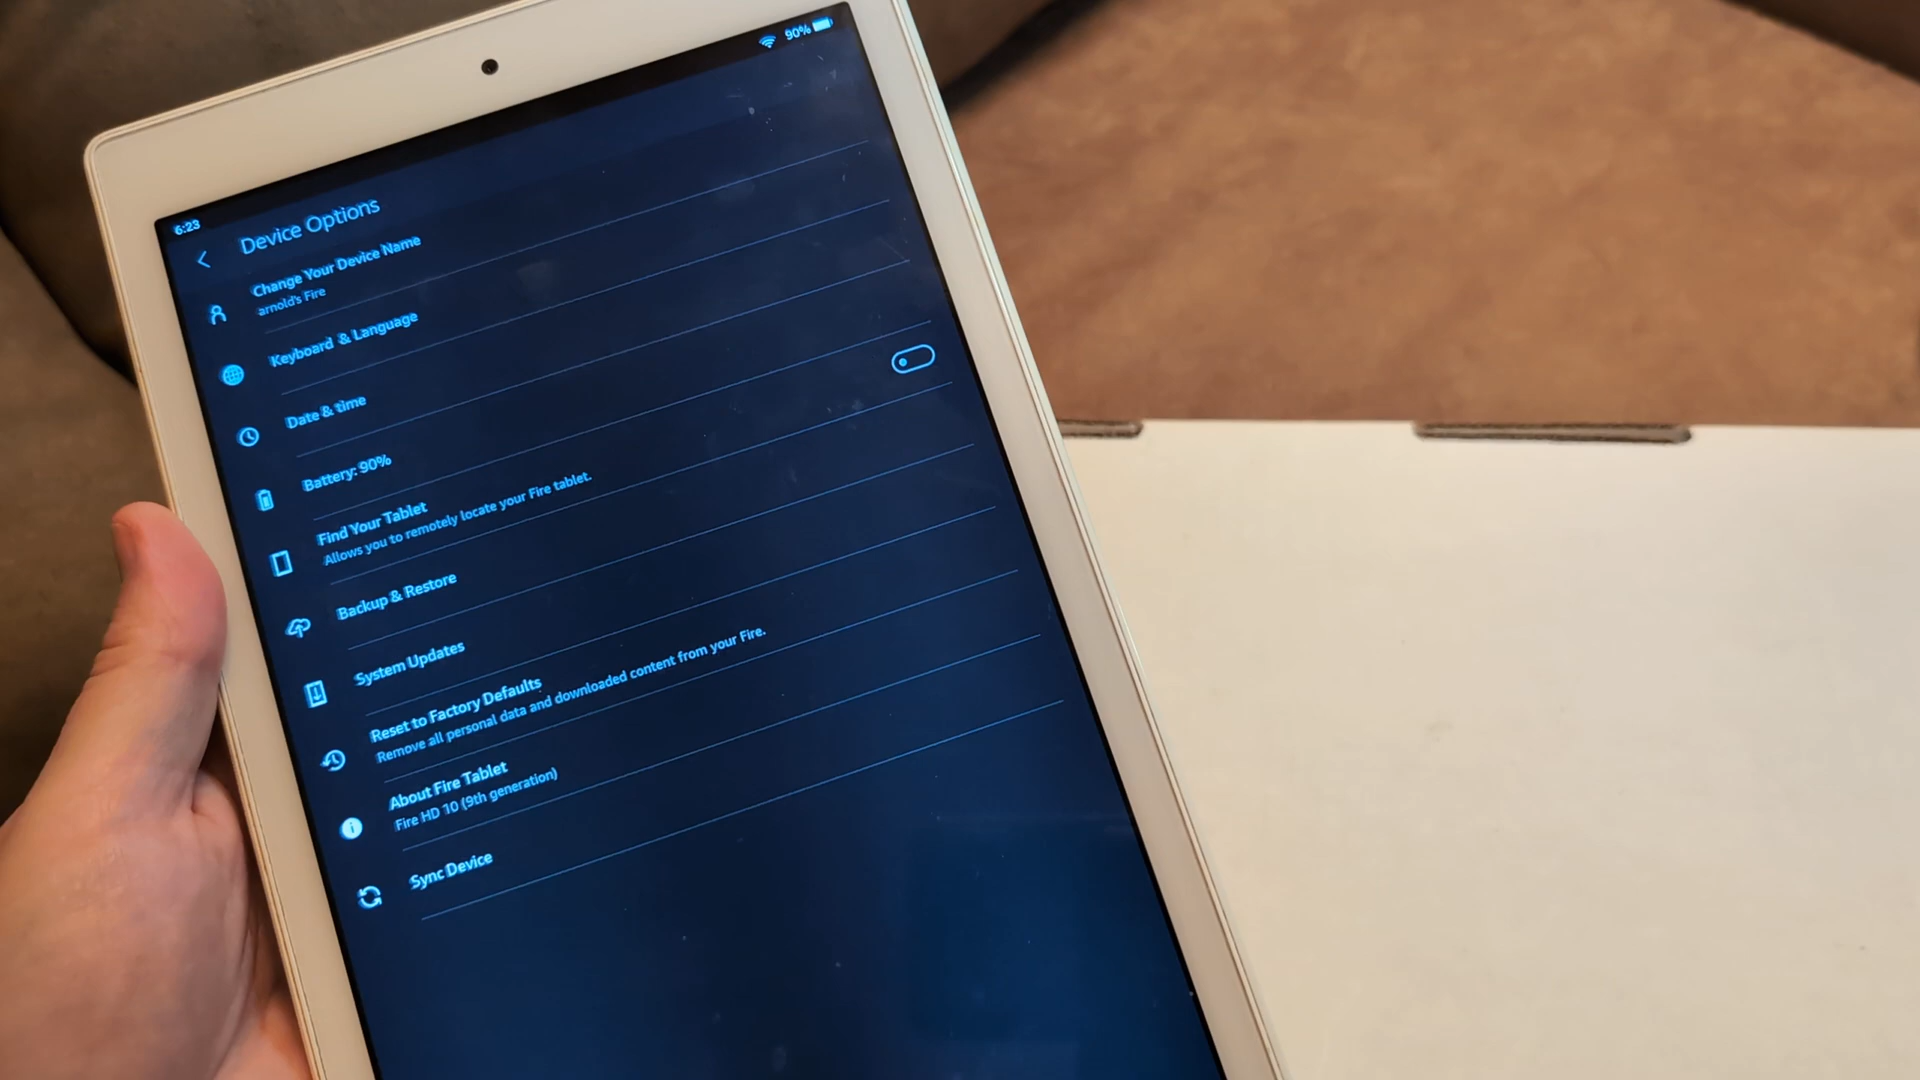 90%
6:23
Device Options
Change Your Device Name
arnold's Fire
Keyboard & Language
Date & time
Battery: 90%
Find Your Tablet
Allows you to remotely locate your Fire tablet.
Backup & Restore
System Updates
Reset to Factory Defaults
Remove all personal data and downloaded content from your Fire.
About Fire Tablet
Fire HD 10 (9th generation)
Sync Device